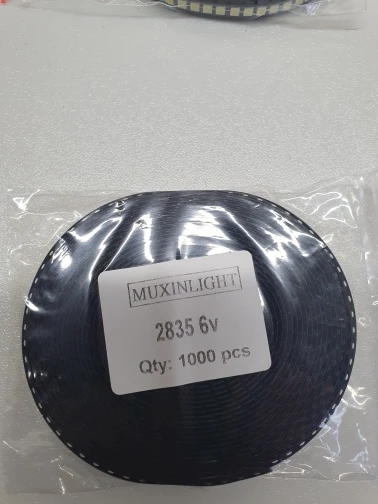 MUXINLIGHT
2835 6v
Qty: 1000 pcs